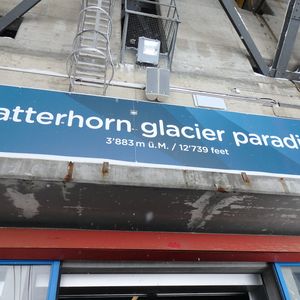 atterhorn glacier paradi
3'883 m ü.M. / 12'739 feet